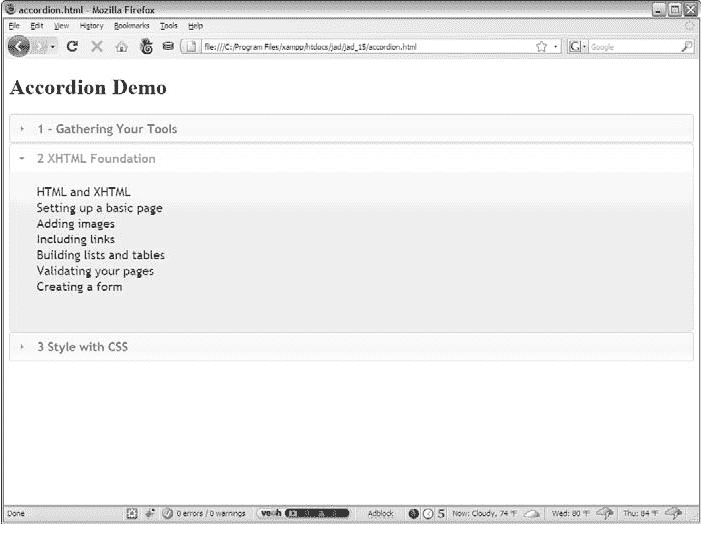 accordion.html - Mozilla Firefox
File Edit View History Bookmarks Tools Help
file:///C:/Program Files/xampp/htdocs/jad/jad_15/accordion.html
G Google
Accordion Demo
1 - Gathering Your Tools
2 XHTML Foundation
HTML and XHTML
Setting up a basic page
Adding images
Including links
Building lists and tables
Validating your pages
Creating a form
3 Style with CSS
Done 0 errors / 0 warnings veoh Adblock 5 Now: Cloudy, 74 °F Wed: 80 °F Thu: 84 °F